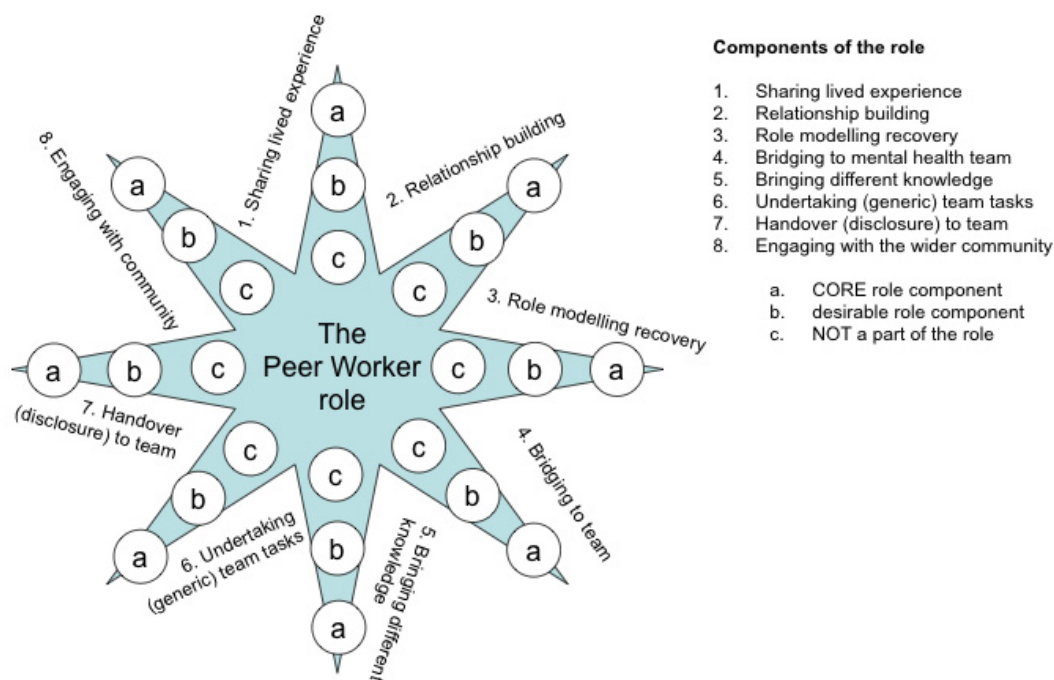 1. Sharing lived experience
a
b
c
2. Relationship building
a
b
c
3. Role modelling recovery
c
b
a
4. Bridging to team
c
b
a
5. Bringing different
knowledge
c
b
a
6. Undertaking
(generic) team tasks
c
b
a
7. Handover
(disclosure) to team
a
b
c
8. Engaging with community
a
b
c
The
Peer Worker
role
Components of the role
1. Sharing lived experience
2. Relationship building
3. Role modelling recovery
4. Bridging to mental health team
5. Bringing different knowledge
6. Undertaking (generic) team tasks
7. Handover (disclosure) to team
8. Engaging with the wider community
a. CORE role component
b. desirable role component
c. NOT a part of the role